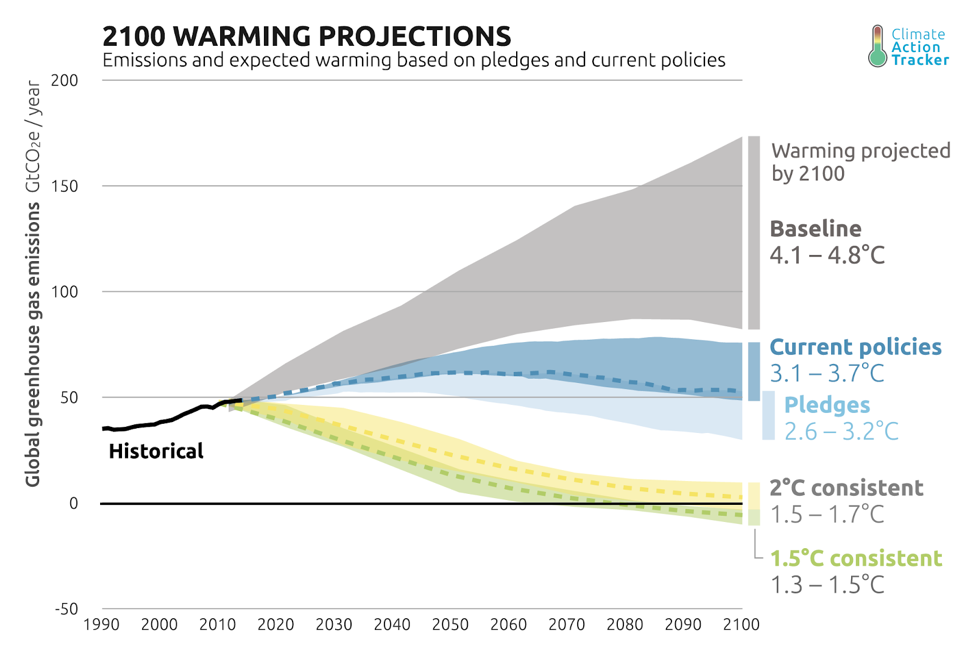 2100 WARMING PROJECTIONS
Emissions and expected warming based on pledges and current policies
Climate
Action
Tracker
Global greenhouse gas emissions GtCO₂e / year
200
150
100
50
0
-50
Warming projected
by 2100
Baseline
4.1 – 4.8°C
Current policies
3.1 – 3.7°C
Pledges
2.6 – 3.2°C
Historical
2°C consistent
1.5 – 1.7°C
1.5°C consistent
1.3 – 1.5°C
1990 2000 2010 2020 2030 2040 2050 2060 2070 2080 2090 2100